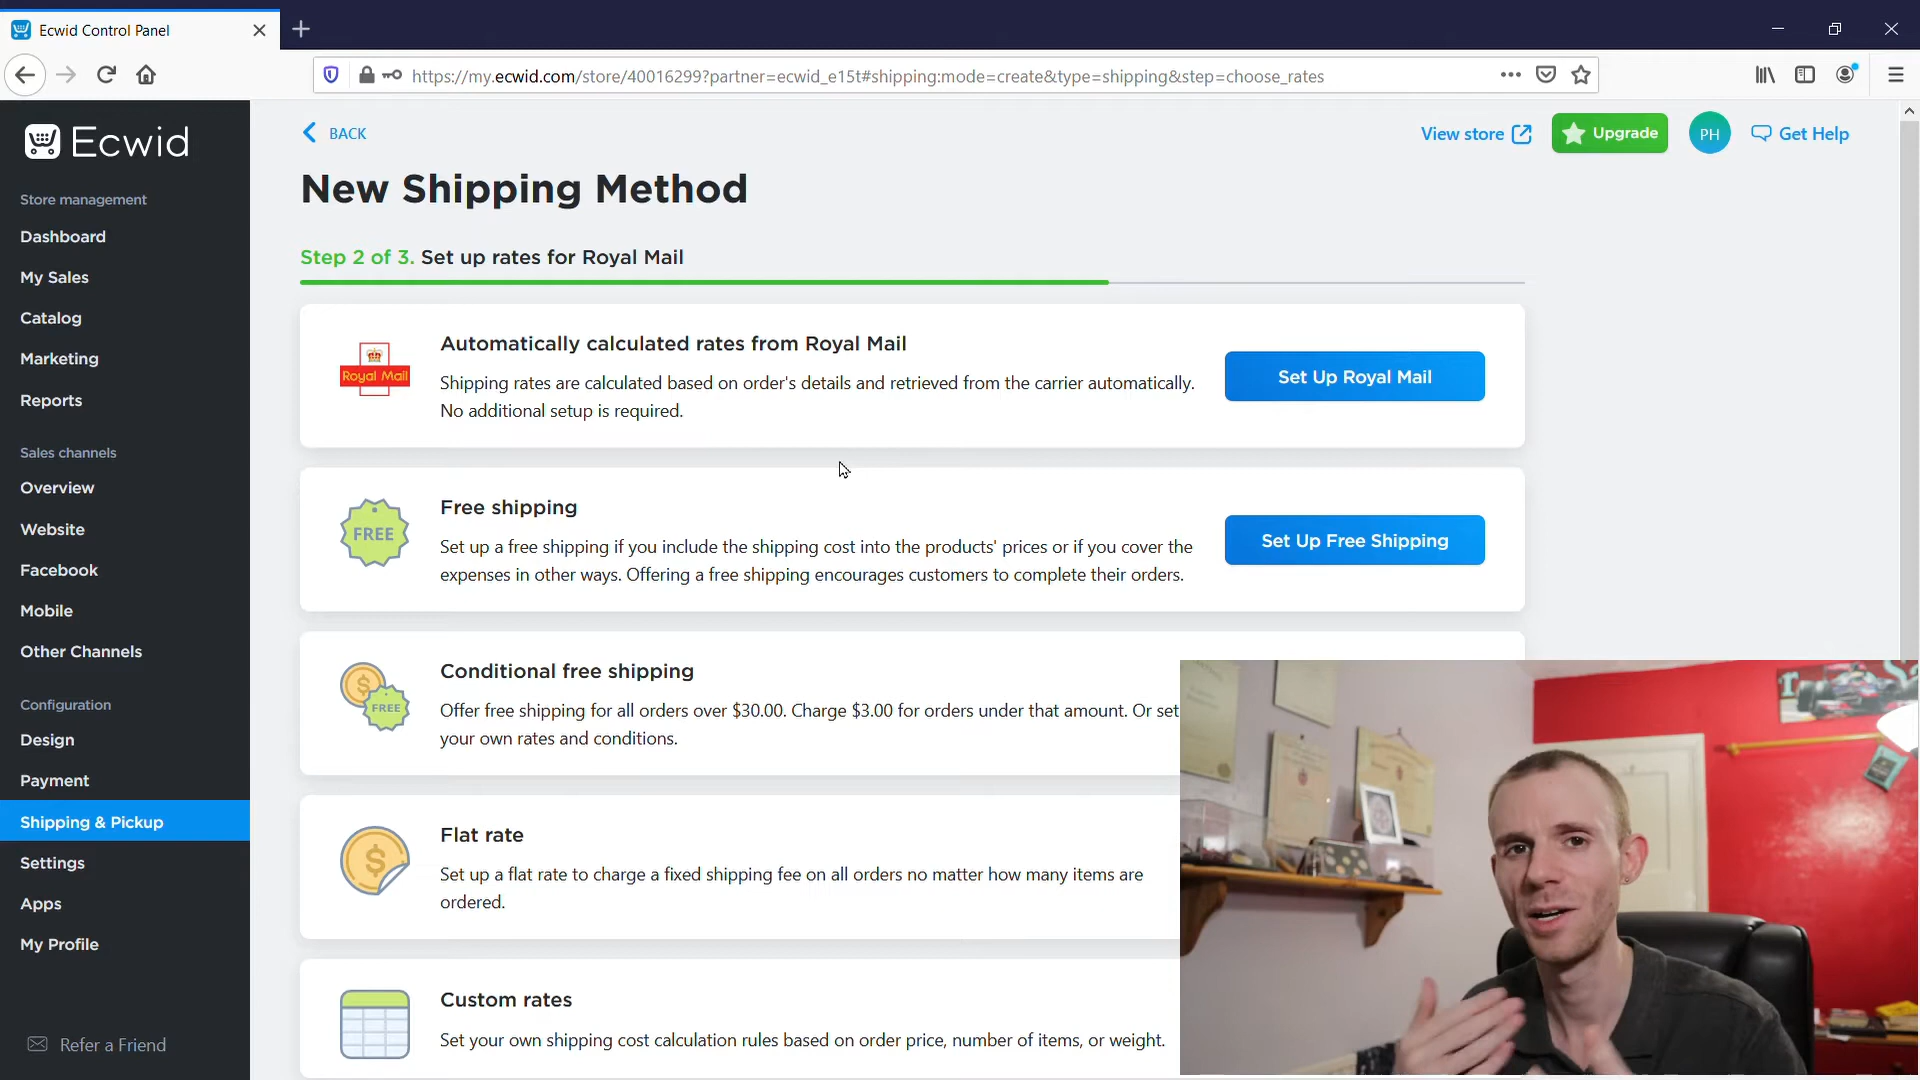 Ecwid Control Panel
https://my.ecwid.com/store/40016299?partner=ecwid_e15t#shipping:mode=create&type=shipping&step=choose_rates
Ecwid
Store management
Dashboard
My Sales
Catalog
Marketing
Reports
Sales channels
Overview
Website
Facebook
Mobile
Other Channels
Configuration
Design
Payment
Shipping & Pickup
Settings
Apps
My Profile
Refer a Friend
BACK
View store
Upgrade
PH
Get Help
New Shipping Method
Step 2 of 3. Set up rates for Royal Mail
Royal Mail
Automatically calculated rates from Royal Mail
Shipping rates are calculated based on order's details and retrieved from the carrier automatically.
No additional setup is required.
Set Up Royal Mail
FREE
Free shipping
Set up a free shipping if you include the shipping cost into the products' prices or if you cover the
expenses in other ways. Offering a free shipping encourages customers to complete their orders.
Set Up Free Shipping
$
FREE
Conditional free shipping
Offer free shipping for all orders over $30.00. Charge $3.00 for orders under that amount. Or set
your own rates and conditions.
$
Flat rate
Set up a flat rate to charge a fixed shipping fee on all orders no matter how many items are
ordered.
Custom rates
Set your own shipping cost calculation rules based on order price, number of items, or weight.